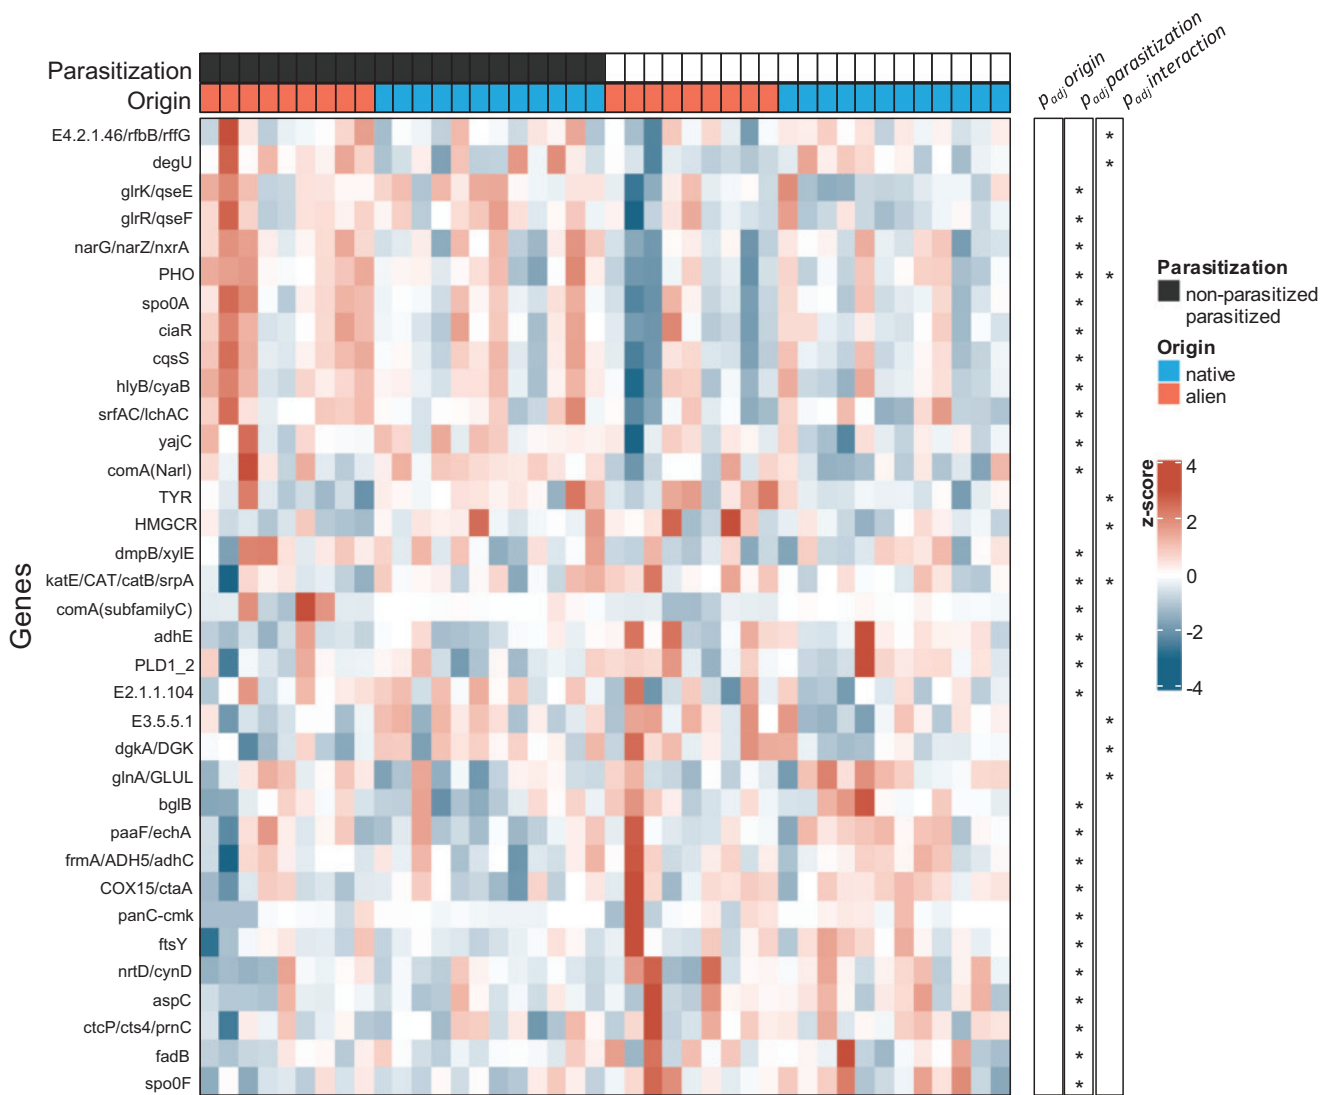 p_adj origin
p_adj parasitization
p_adj interaction
Parasitization
Origin
E4.2.1.46/rfbB/rffG *
degU *
glrK/qseE *
glrR/qseF *
narG/narZ/nxrA *
PHO * *
spo0A *
ciaR *
cqsS *
hlyB/cyaB *
srfAC/lchAC *
yajC *
comA(NarI) *
TYR *
HMGCR *
dmpB/xylE *
katE/CAT/catB/srpA * *
comA(subfamilyC) *
adhE *
PLD1_2 *
E2.1.1.104 *
E3.5.5.1 *
dgkA/DGK *
glnA/GLUL *
bglB *
paaF/echA *
frmA/ADH5/adhC *
COX15/ctaA *
panC-cmk *
ftsY *
nrtD/cynD *
aspC *
ctcP/cts4/prnC *
fadB *
spo0F *
Genes
Parasitization
non-parasitized
parasitized
Origin
native
alien
z-score
4
2
0
-2
-4